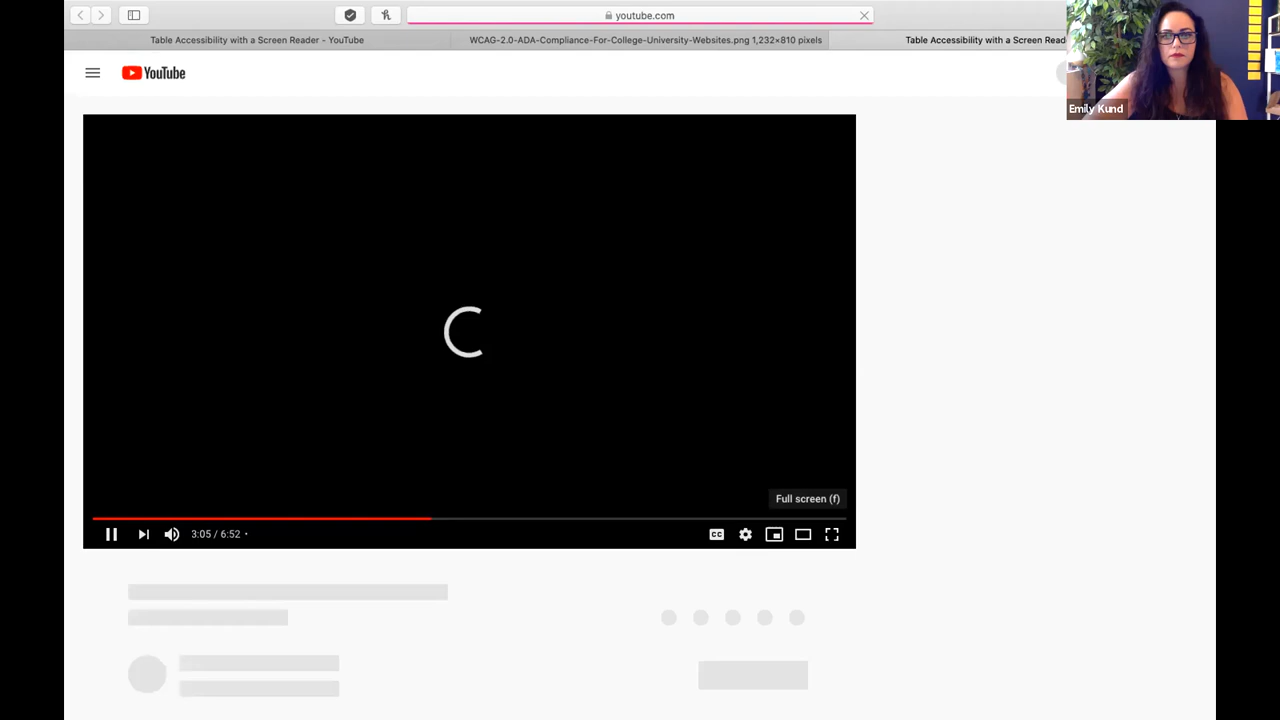 youtube.com
Table Accessibility with a Screen Reader - YouTube
WCAG-2.0-ADA-Compliance-For-College-University-Websites.png 1,232×810 pixels
Table Accessibility with a Screen Read
YouTube
Emily Kund
Full screen (f)
3:05 / 6:52 •
CC